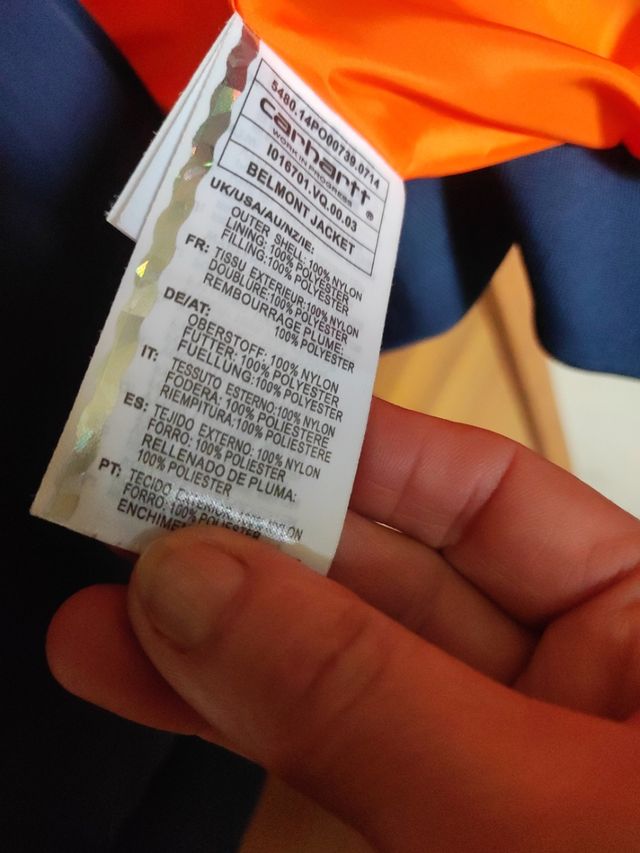 5480.14PO00739.0714
carhartt®
WORK IN PROGRESS
I016701.VQ.00.03
BELMONT JACKET
UK/USA/AU/NZ/IE:
OUTER SHELL:100% NYLON
LINING:100% POLYESTER
FILLING:100% POLYESTER
FR: TISSU EXTERIEUR:100% NYLON
DOUBLURE:100% POLYESTER
REMBOURRAGE PLUME:
100% POLYESTER
DE/AT:
OBERSTOFF: 100% NYLON
FUTTER: 100% POLYESTER
FUELLUNG:100% POLYESTER
IT: TESSUTO ESTERNO:100% NYLON
FODERA: 100% POLIESTERE
RIEMPITURA:100% POLIESTERE
ES: TEJIDO EXTERNO: 100% NYLON
FORRO: 100% POLIESTER
RELLENADO DE PLUMA:
100% POLIESTER
PT: TECIDO NYLON
FORRO: 100% POLIESTER